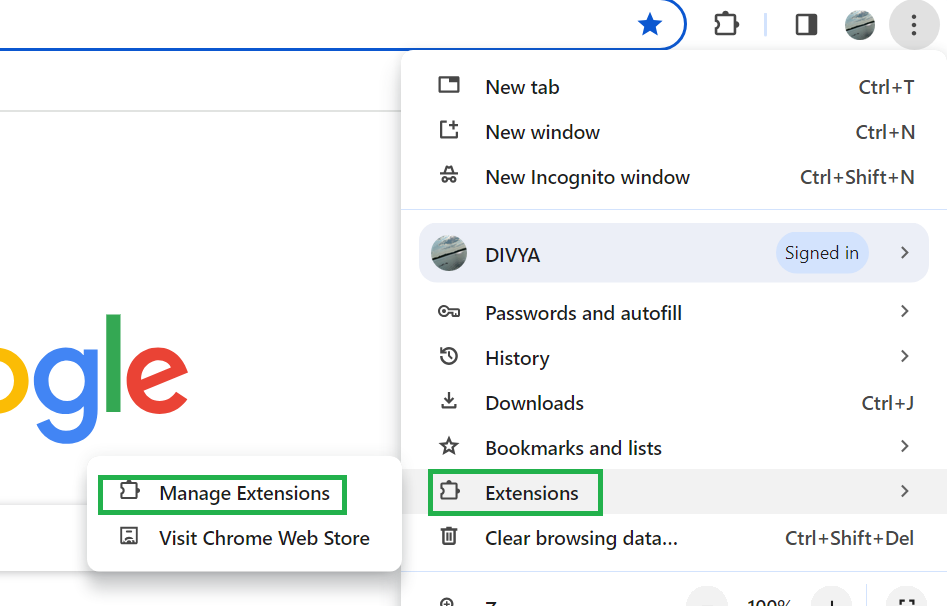 New tab Ctrl+T
New window Ctrl+N
New Incognito window Ctrl+Shift+N
DIVYA Signed in
Passwords and autofill
History
ogle
Downloads Ctrl+J
Bookmarks and lists
Manage Extensions
Extensions
Visit Chrome Web Store
Clear browsing data... Ctrl+Shift+Del
100%